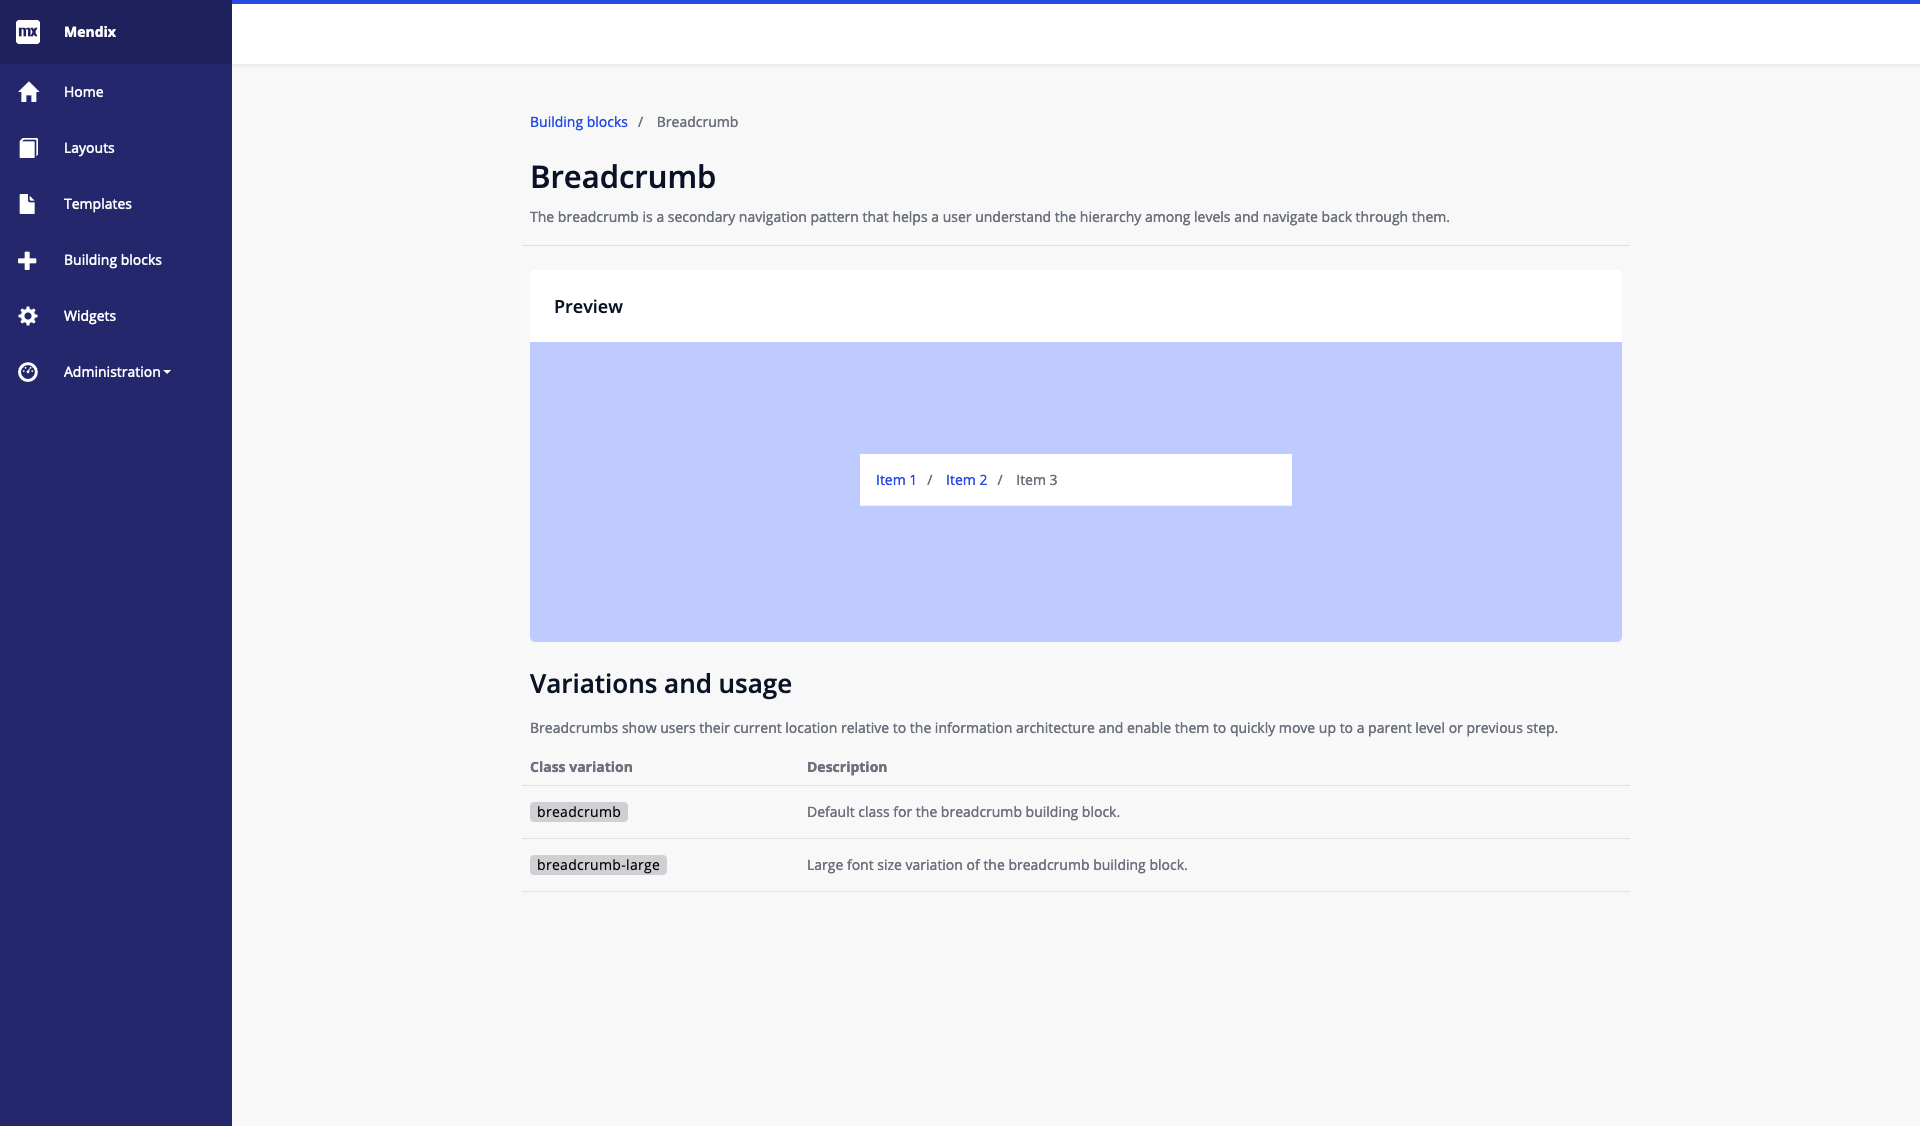 mx Mendix
Home
Layouts
Templates
Building blocks
Widgets
Administration
Building blocks / Breadcrumb
Breadcrumb
The breadcrumb is a secondary navigation pattern that helps a user understand the hierarchy among levels and navigate back through them.
Preview
Item 1 / Item 2 / Item 3
Variations and usage
Breadcrumbs show users their current location relative to the information architecture and enable them to quickly move up to a parent level or previous step.
Class variation Description
breadcrumb Default class for the breadcrumb building block.
breadcrumb-large Large font size variation of the breadcrumb building block.